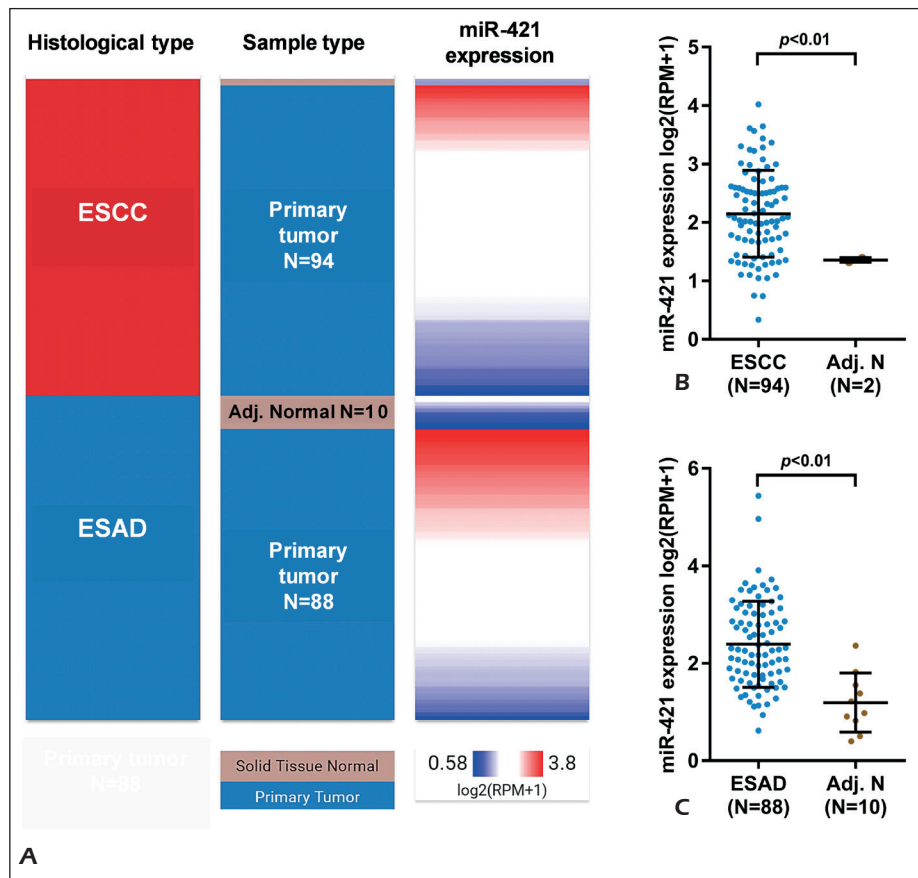 Histological type
Sample type
miR-421
expression
ESCC
Primary
tumor
N=94
Adj. Normal N=10
ESAD
Primary
tumor
N=88
Primary tumor
N=88
Solid Tissue Normal
Primary Tumor
0.58
3.8
log2(RPM+1)
A
miR-421 expression log2(RPM+1)
5
4
3
2
1
0
p<0.01
ESCC
(N=94)
Adj. N
(N=2)
B
miR-421 expression log2(RPM+1)
6
4
2
0
p<0.01
ESAD
(N=88)
Adj. N
(N=10)
C